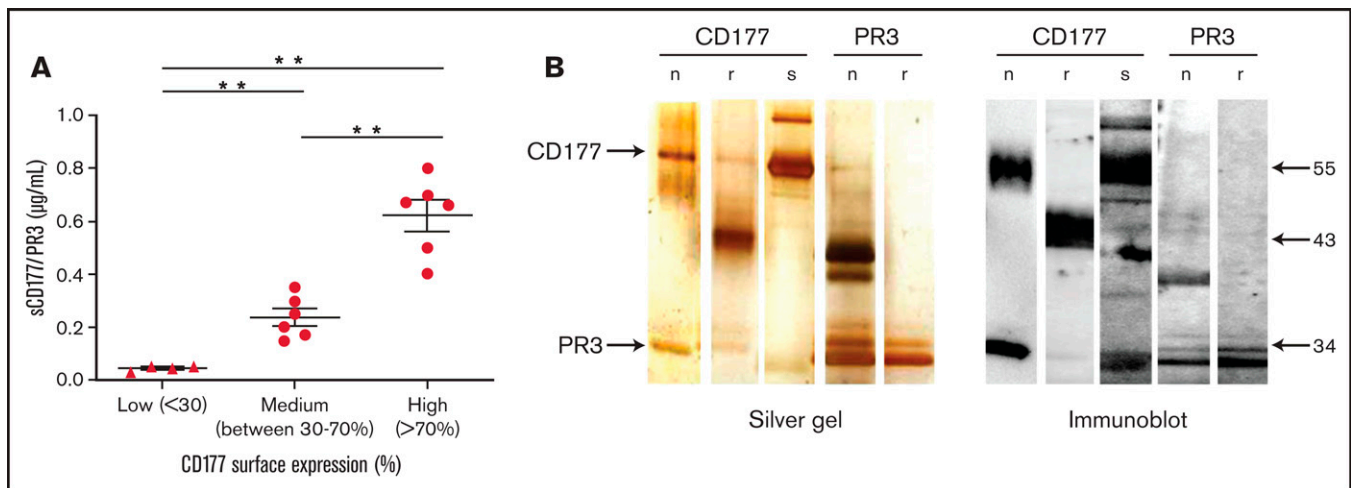 A
** 
**
**
sCD177/PR3 (µg/mL)
1.0
0.8
0.6
0.4
0.2
0.0
Low (<30)
Medium
(between 30-70%)
High
(>70%)
CD177 surface expression (%)
B
CD177 PR3
n r s n r
CD177
PR3
Silver gel
CD177 PR3
n r s n r
55
43
34
Immunoblot